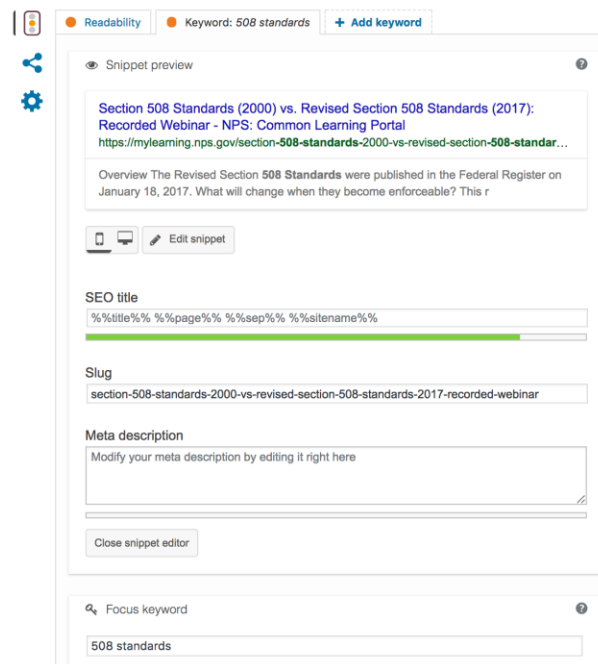 Readability
Keyword: 508 standards
+ Add keyword
Snippet preview
?
Section 508 Standards (2000) vs. Revised Section 508 Standards (2017):
Recorded Webinar - NPS: Common Learning Portal
https://mylearning.nps.gov/section-508-standards-2000-vs-revised-section-508-standar...
Overview The Revised Section 508 Standards were published in the Federal Register on
January 18, 2017. What will change when they become enforceable? This r
Edit snippet
SEO title
%%title%% %%page%% %%sep%% %%sitename%%
Slug
section-508-standards-2000-vs-revised-section-508-standards-2017-recorded-webinar
Meta description
Modify your meta description by editing it right here
Close snippet editor
Focus keyword
?
508 standards